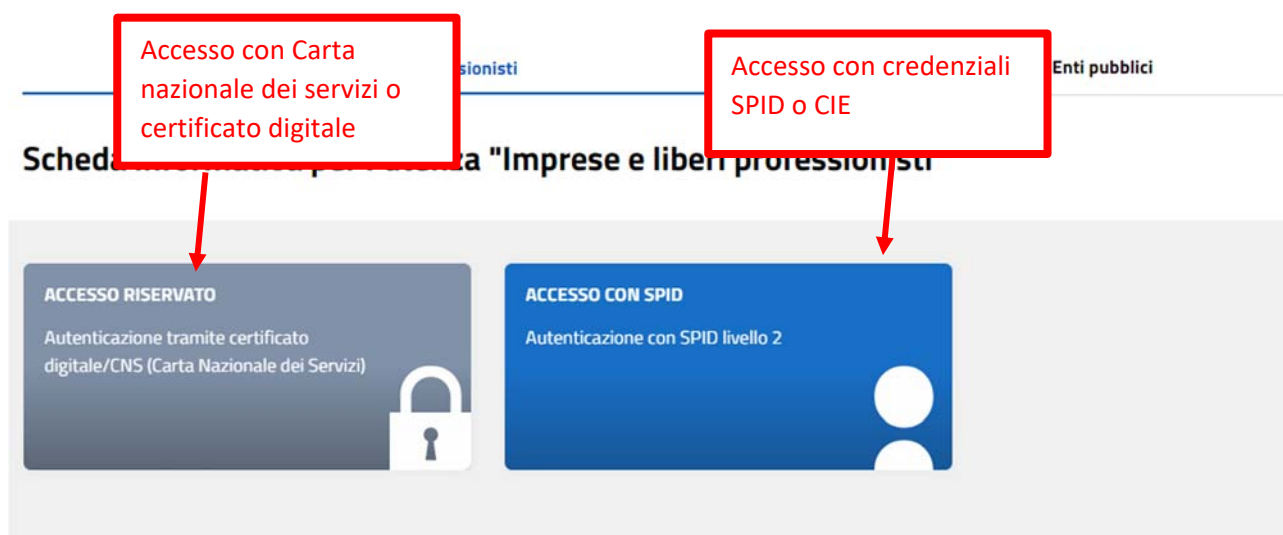 Accesso con Carta
nazionale dei servizi o
certificato digitale
sionisti
Accesso con credenziali
SPID o CIE
Enti pubblici
Scheda "Imprese e liberi professionisti
ACCESSO RISERVATO
Autenticazione tramite certificato
digitale/CNS (Carta Nazionale dei Servizi)
ACCESSO CON SPID
Autenticazione con SPID livello 2